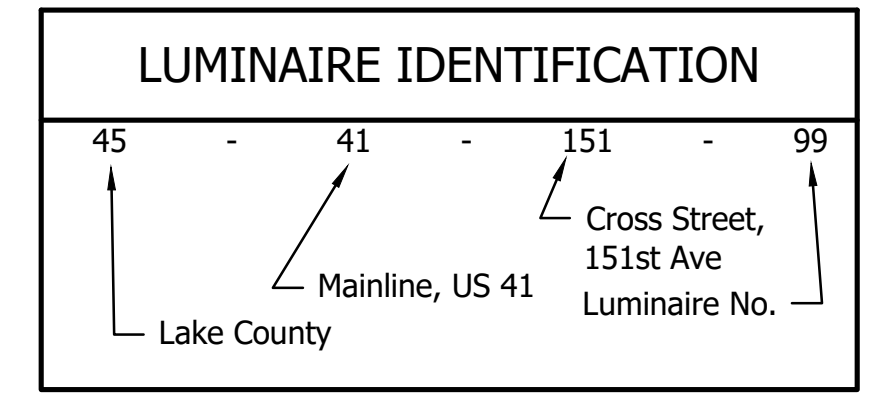 LUMINAIRE IDENTIFICATION
45 - 41 - 151 - 99
Cross Street,
151st Ave
Mainline, US 41
Luminaire No.
Lake County